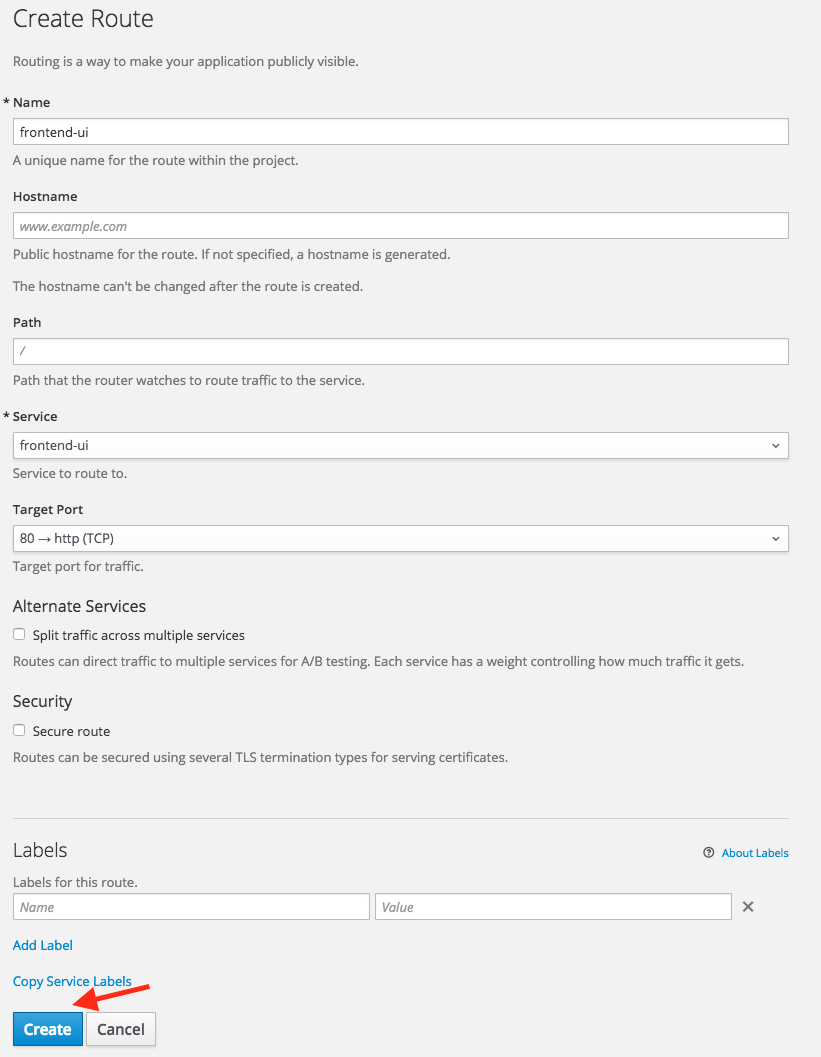 Create Route
Routing is a way to make your application publicly visible.
* Name
frontend-ui
A unique name for the route within the project.
Hostname
www.example.com
Public hostname for the route. If not specified, a hostname is generated.
The hostname can't be changed after the route is created.
Path
/
Path that the router watches to route traffic to the service.
* Service
frontend-ui
Service to route to.
Target Port
80 → http (TCP)
Target port for traffic.
Alternate Services
Split traffic across multiple services
Routes can direct traffic to multiple services for A/B testing. Each service has a weight controlling how much traffic it gets.
Security
Secure route
Routes can be secured using several TLS termination types for serving certificates.
Labels
About Labels
Labels for this route.
Name Value
Add Label
Copy Service Labels
Create Cancel